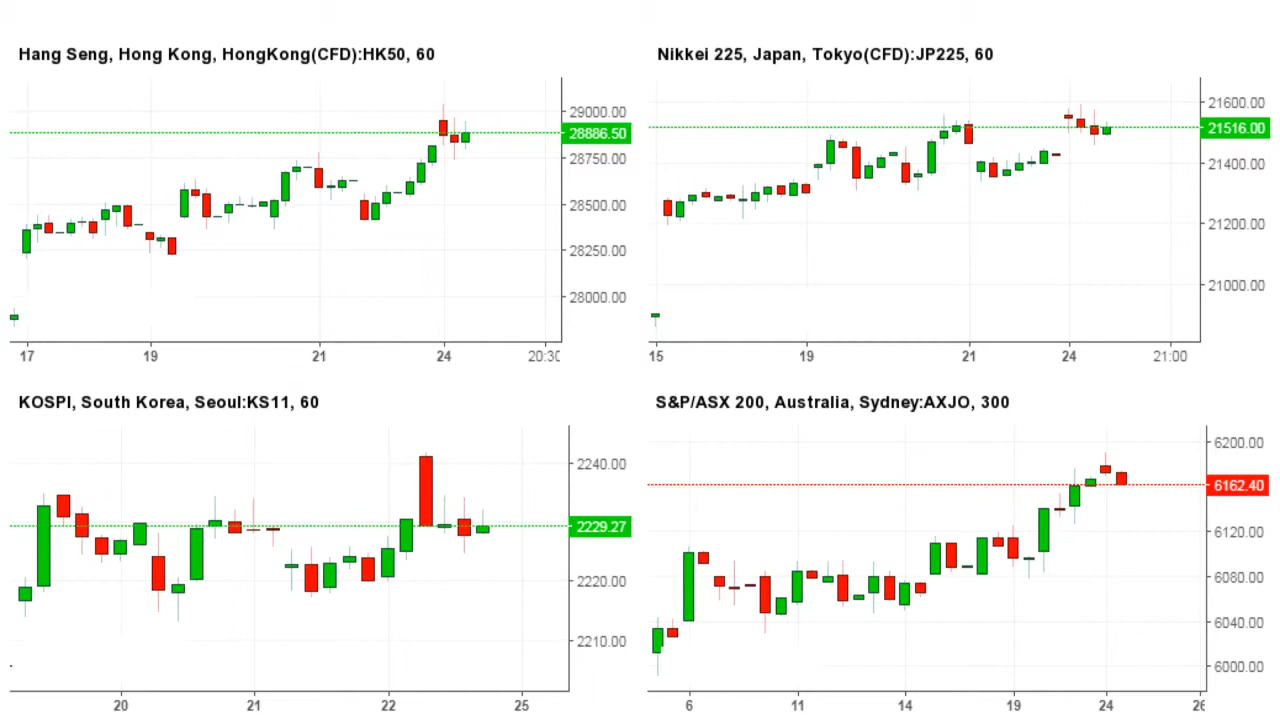 Hang Seng, Hong Kong, HongKong(CFD):HK50, 60
29000.00
28886.50
28750.00
28500.00
28250.00
28000.00
17 19 21 24 20:30
Nikkei 225, Japan, Tokyo(CFD):JP225, 60
21600.00
21516.00
21400.00
21200.00
21000.00
15 19 21 24 21:00
KOSPI, South Korea, Seoul:KS11, 60
2240.00
2229.27
2220.00
2210.00
20 21 22 25
S&P/ASX 200, Australia, Sydney:AXJO, 300
6200.00
6162.40
6120.00
6080.00
6040.00
6000.00
6 11 14 19 24 26